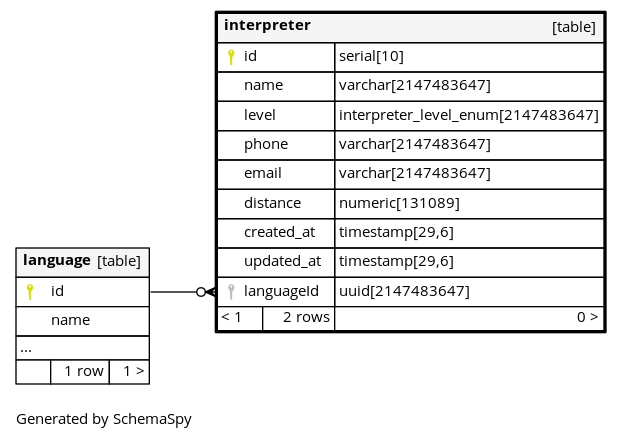 interpreter [table]
id serial[10]
name varchar[2147483647]
level interpreter_level_enum[2147483647]
phone varchar[2147483647]
email varchar[2147483647]
distance numeric[131089]
created_at timestamp[29,6]
updated_at timestamp[29,6]
languageId uuid[2147483647]
< 1 2 rows 0 >
language [table]
id
name
...
1 row 1 >
Generated by SchemaSpy